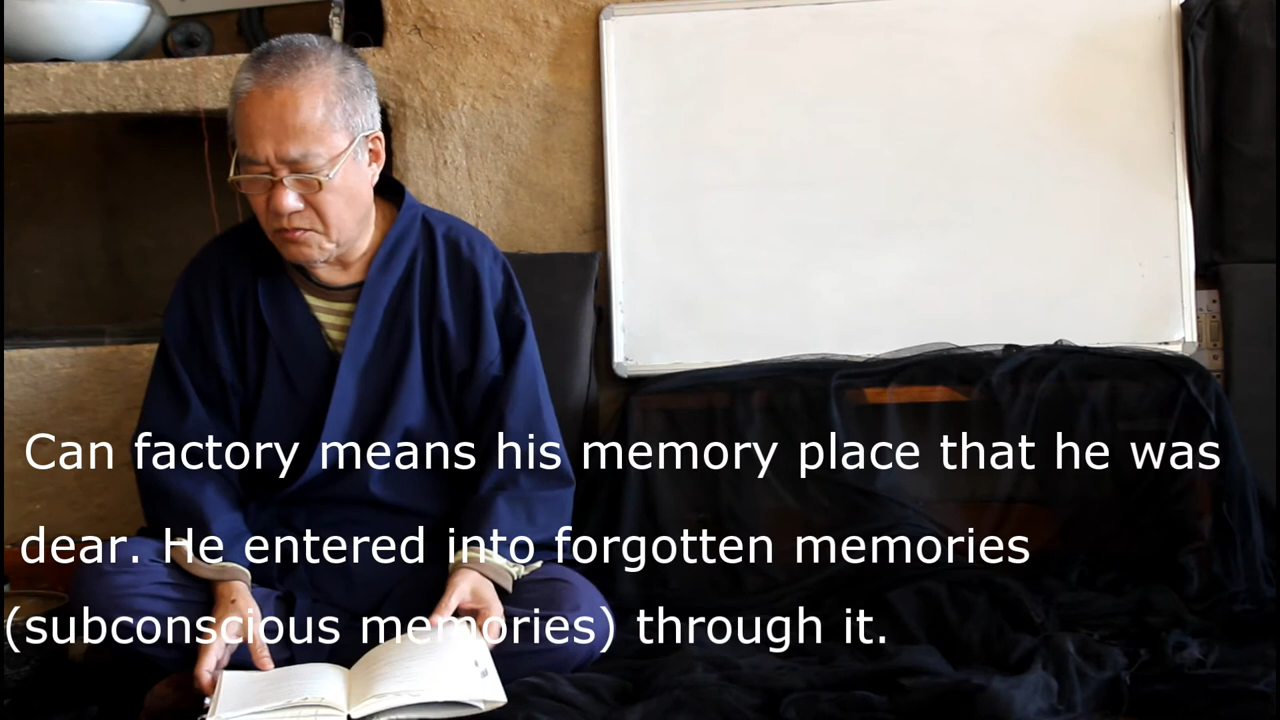 Can factory means his memory place that he was
dear. He entered into forgotten memories
(subconscious memories) through it.